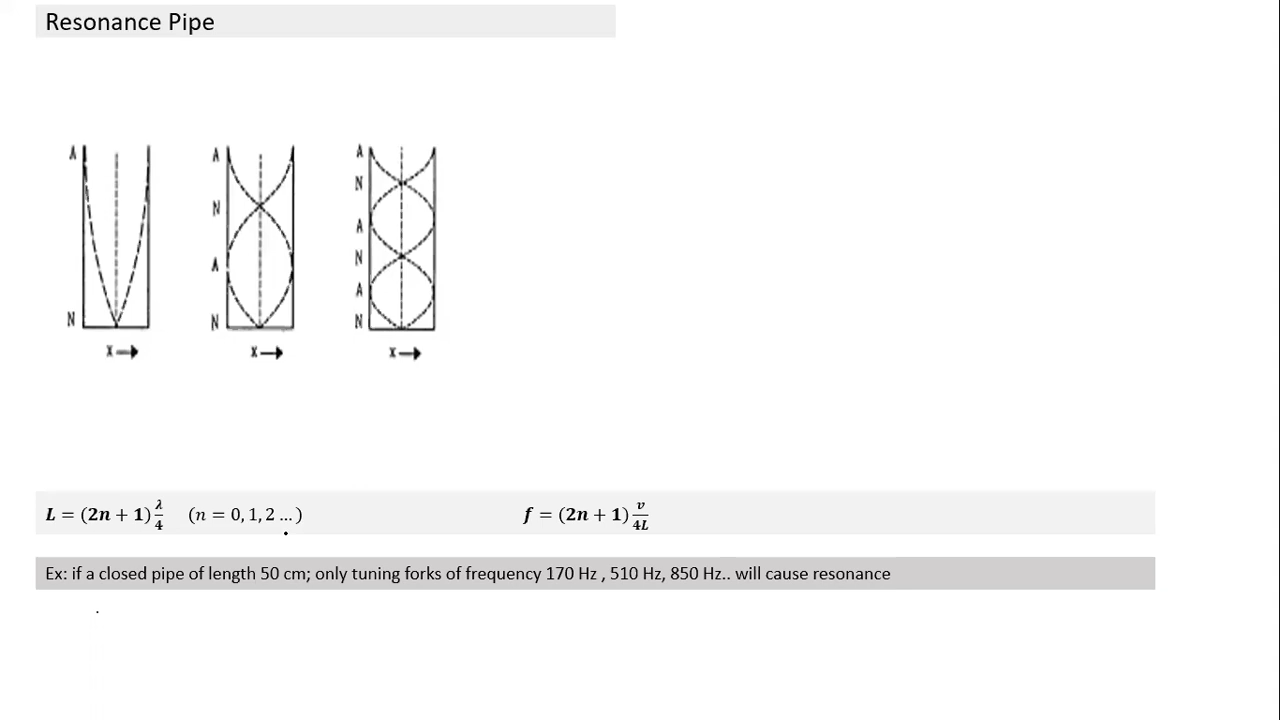 Resonance Pipe
A A A
N
N
A
A N
A
N N N
x→ x→ x→
L = (2n + 1) λ/4 (n = 0, 1, 2 ...) f = (2n + 1) v/4L
Ex: if a closed pipe of length 50 cm; only tuning forks of frequency 170 Hz , 510 Hz, 850 Hz.. will cause resonance